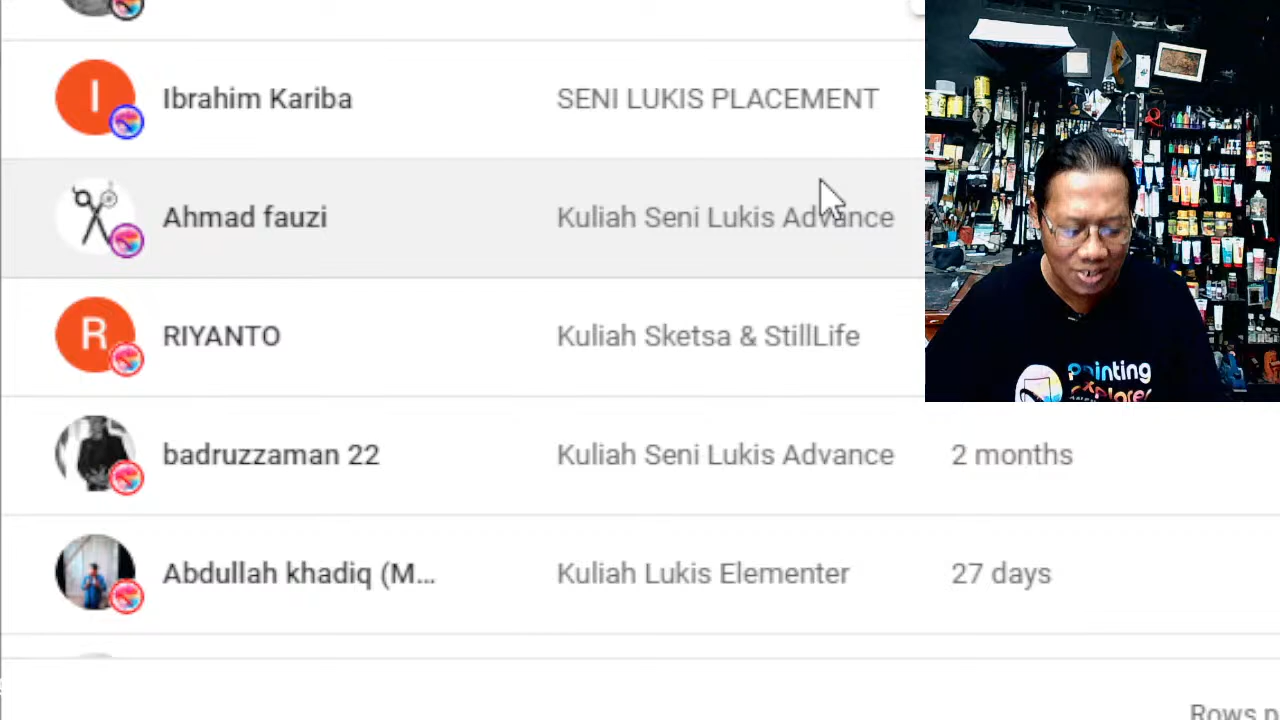 I
Ibrahim Kariba
SENI LUKIS PLACEMENT
Ahmad fauzi
Kuliah Seni Lukis Advance
R
RIYANTO
Kuliah Sketsa & StillLife
badruzzaman 22
Kuliah Seni Lukis Advance
2 months
Abdullah khadiq (M...
Kuliah Lukis Elementer
27 days
Rows p
Painting